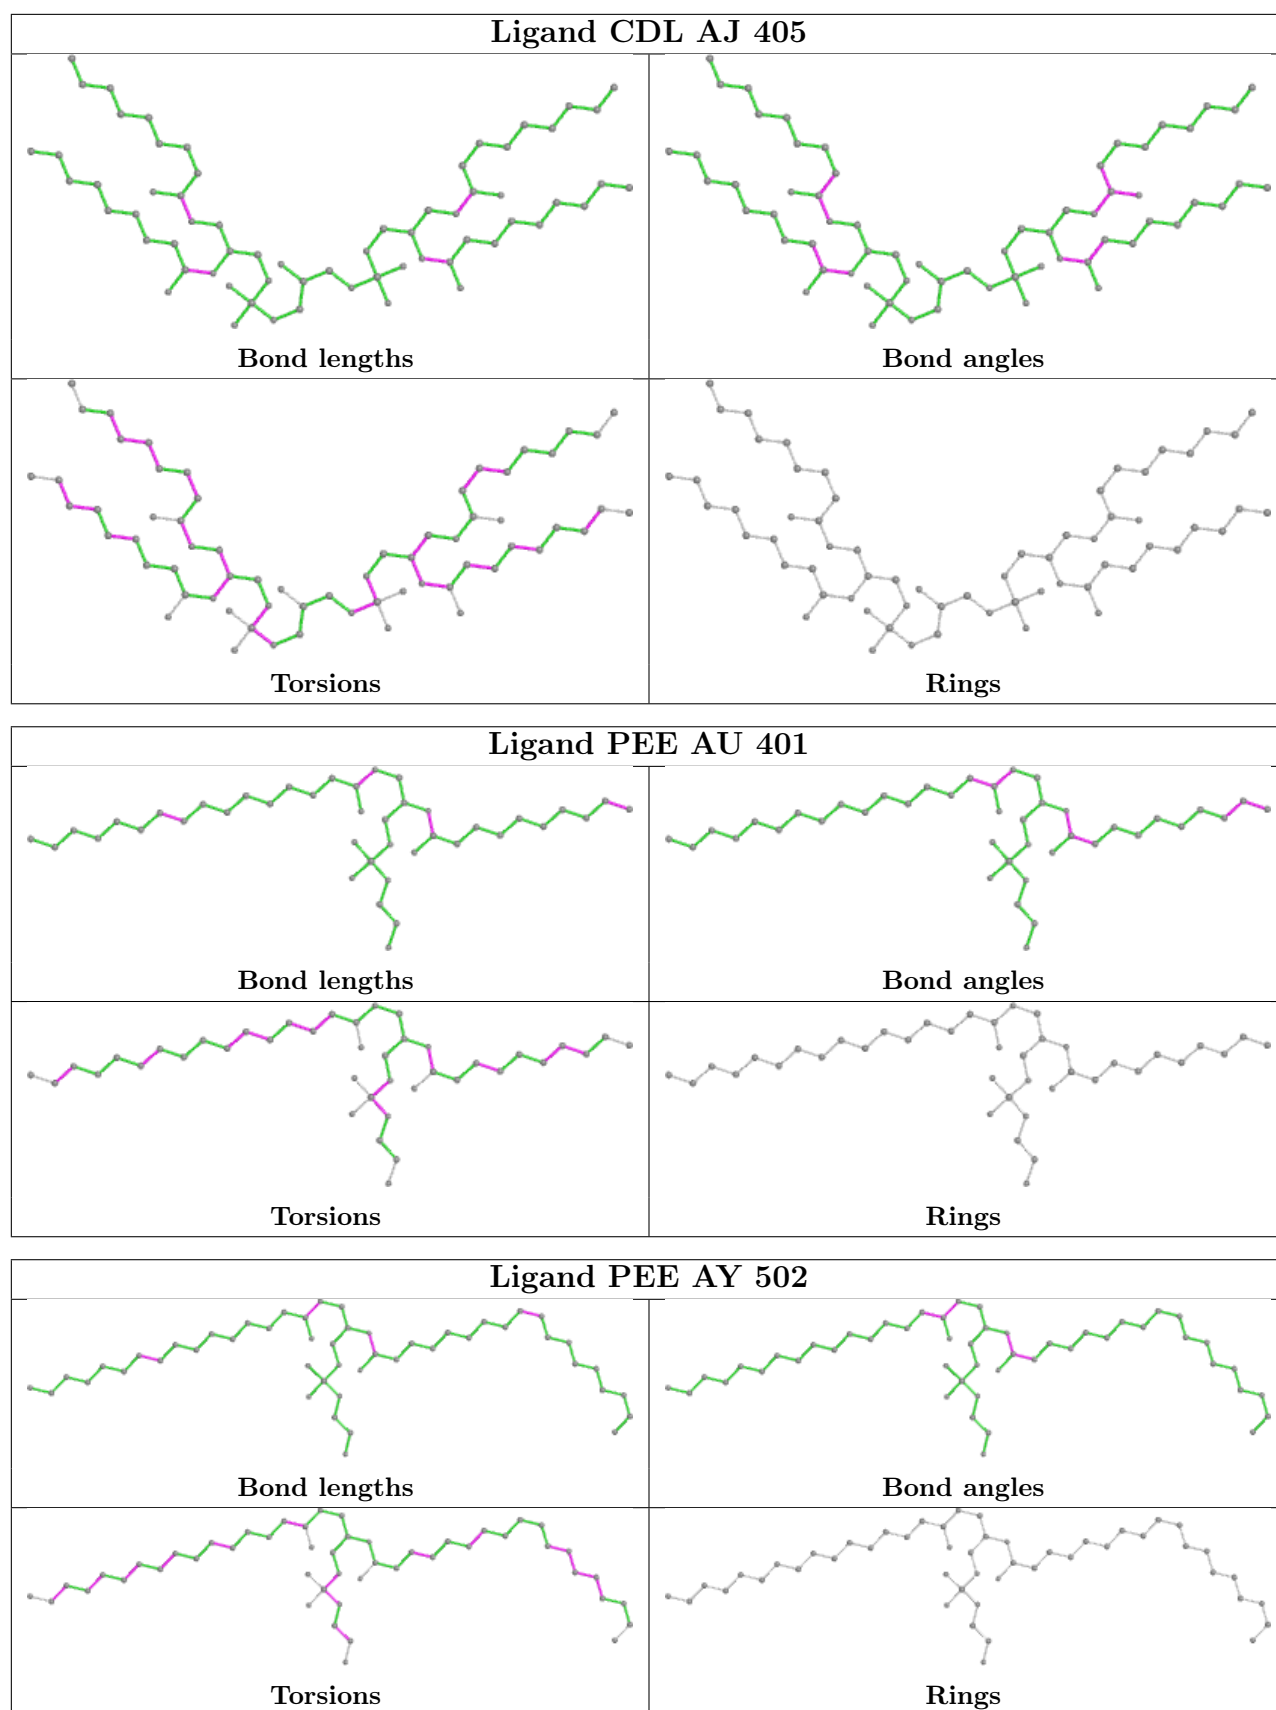 Ligand CDL AJ 405
Bond lengths
Bond angles
Torsions
Rings
Ligand PEE AU 401
Bond lengths
Bond angles
Torsions
Rings
Ligand PEE AY 502
Bond lengths
Bond angles
Torsions
Rings